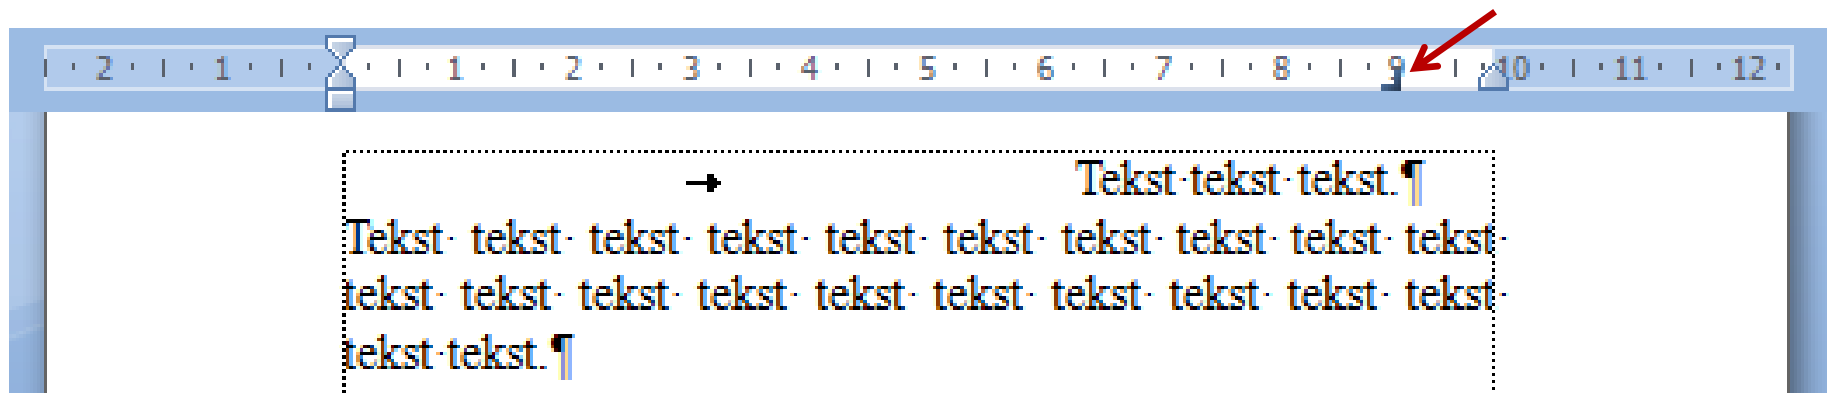 2 1 1 2 3 4 5 6 7 8 9 10 11 12
→ Tekst·tekst·tekst.¶
Tekst· tekst· tekst· tekst· tekst· tekst· tekst· tekst· tekst· tekst·
tekst· tekst· tekst· tekst· tekst· tekst· tekst· tekst· tekst· tekst·
tekst·tekst.¶